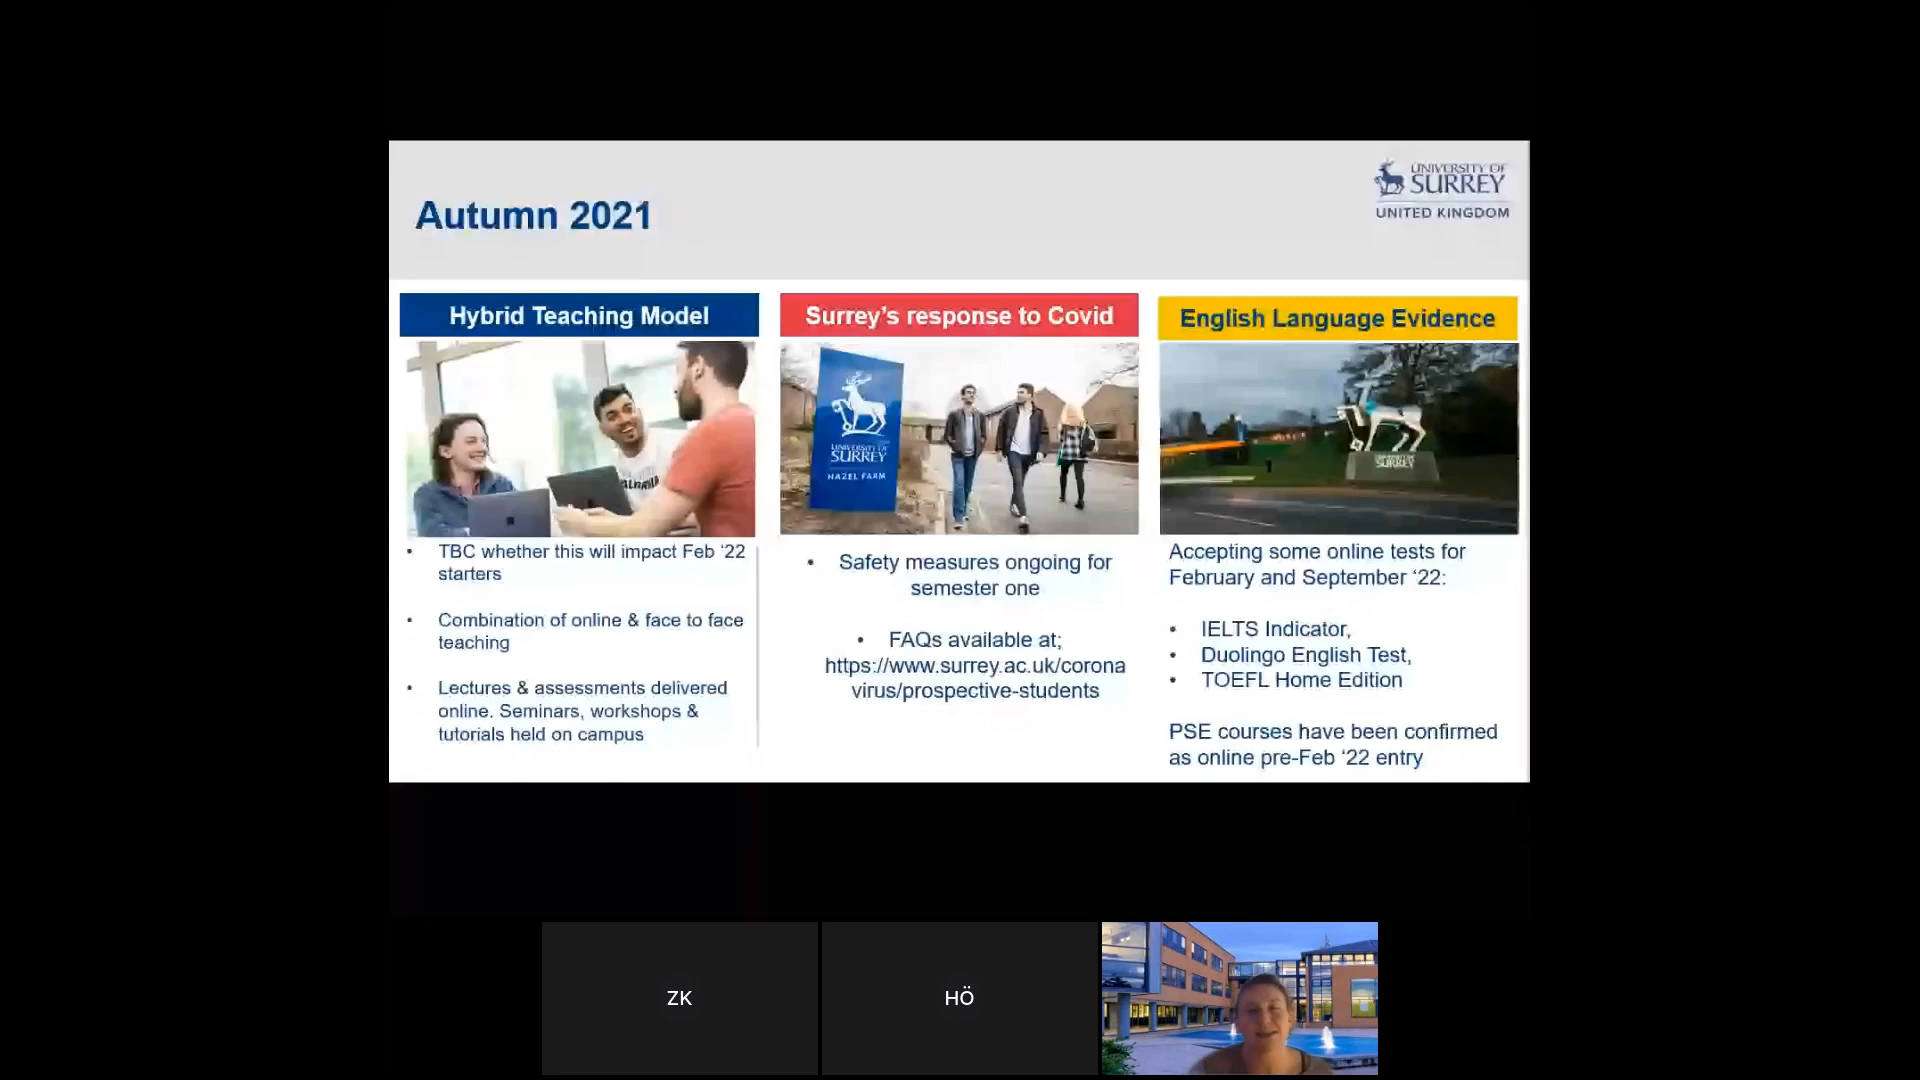 Autumn 2021
UNIVERSITY OF
SURREY
UNITED KINGDOM
Hybrid Teaching Model
• TBC whether this will impact Feb ‘22
starters
• Combination of online & face to face
teaching
• Lectures & assessments delivered
online. Seminars, workshops &
tutorials held on campus
Surrey’s response to Covid
UNIVERSITY OF
SURREY
HAZEL FARM
• Safety measures ongoing for
semester one
• FAQs available at;
https://www.surrey.ac.uk/corona
virus/prospective-students
English Language Evidence
SURREY
Accepting some online tests for
February and September ‘22:
• IELTS Indicator,
• Duolingo English Test,
• TOEFL Home Edition
PSE courses have been confirmed
as online pre-Feb ‘22 entry
ZK
HÖ